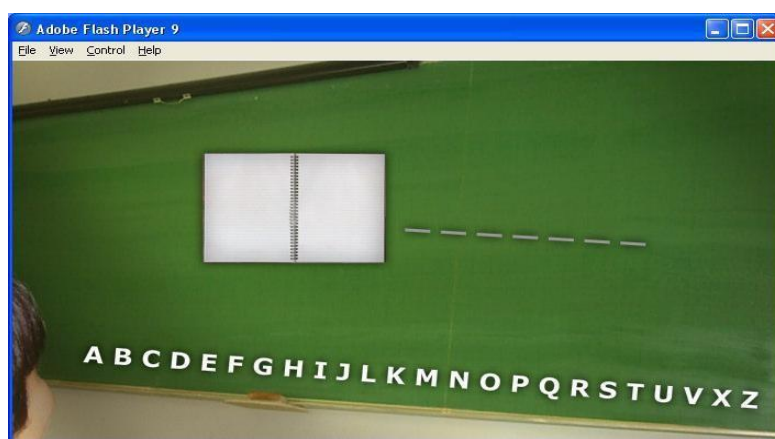 Adobe Flash Player 9
File View Control Help
A B C D E F G H I J L K M N O P Q R S T U V X Z